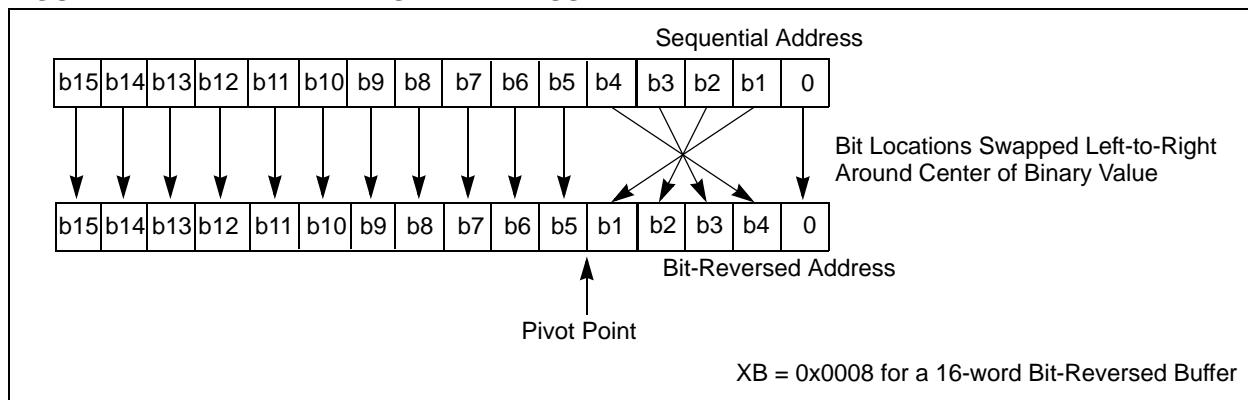 Sequential Address
b15 b14 b13 b12 b11 b10 b9 b8 b7 b6 b5 b4 b3 b2 b1 0
Bit Locations Swapped Left-to-Right
Around Center of Binary Value
b15 b14 b13 b12 b11 b10 b9 b8 b7 b6 b5 b1 b2 b3 b4 0
Bit-Reversed Address
Pivot Point
XB = 0x0008 for a 16-word Bit-Reversed Buffer